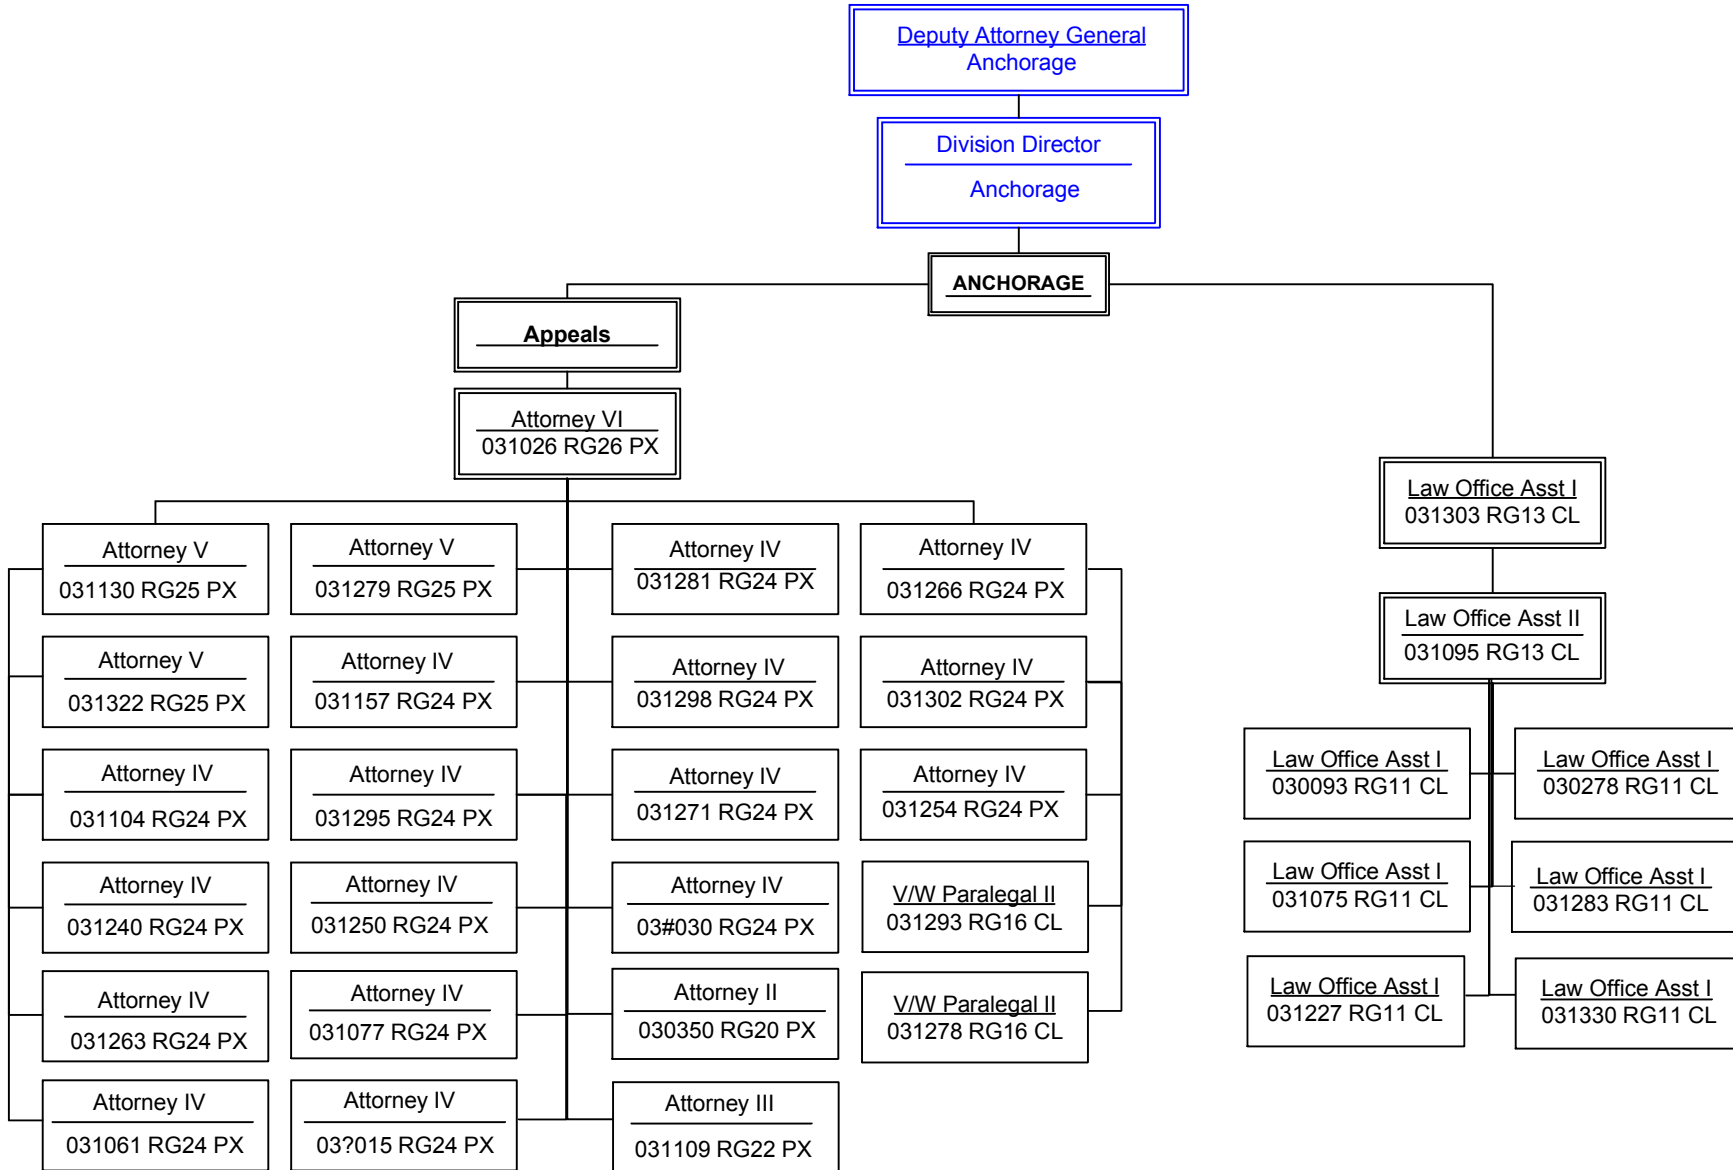 Deputy Attorney General
Anchorage
Division Director
Anchorage
ANCHORAGE
Appeals
Attorney VI
031026 RG26 PX
Attorney V
031130 RG25 PX
Attorney V
031279 RG25 PX
Attorney IV
031281 RG24 PX
Attorney IV
031266 RG24 PX
Attorney V
031322 RG25 PX
Attorney IV
031157 RG24 PX
Attorney IV
031298 RG24 PX
Attorney IV
031302 RG24 PX
Attorney IV
031104 RG24 PX
Attorney IV
031295 RG24 PX
Attorney IV
031271 RG24 PX
Attorney IV
031254 RG24 PX
Attorney IV
031240 RG24 PX
Attorney IV
031250 RG24 PX
Attorney IV
03#030 RG24 PX
V/W Paralegal II
031293 RG16 CL
Attorney IV
031263 RG24 PX
Attorney IV
031077 RG24 PX
Attorney II
030350 RG20 PX
V/W Paralegal II
031278 RG16 CL
Attorney IV
031061 RG24 PX
Attorney IV
03?015 RG24 PX
Attorney III
031109 RG22 PX
Law Office Asst I
031303 RG13 CL
Law Office Asst II
031095 RG13 CL
Law Office Asst I
030093 RG11 CL
Law Office Asst I
030278 RG11 CL
Law Office Asst I
031075 RG11 CL
Law Office Asst I
031283 RG11 CL
Law Office Asst I
031227 RG11 CL
Law Office Asst I
031330 RG11 CL